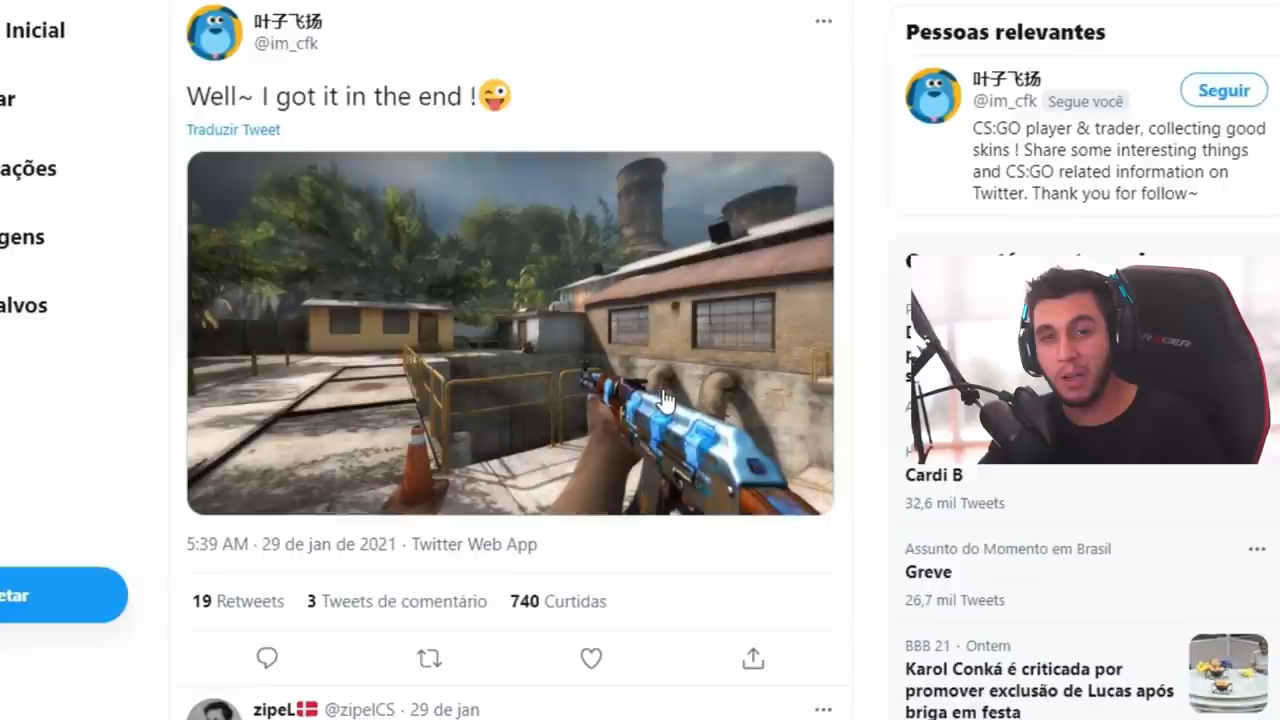 Inicial
ar
ações
gens
alvos
etar
叶子飞扬
@im_cfk
Well~ I got it in the end !😜
Traduzir Tweet
5:39 AM · 29 de jan de 2021 · Twitter Web App
19 Retweets 3 Tweets de comentário 740 Curtidas
zipeL🇩🇰 @zipelCS · 29 de jan
Pessoas relevantes
叶子飞扬
@im_cfk Segue você
Seguir
CS:GO player & trader, collecting good
skins ! Share some interesting things
and CS:GO related information on
Twitter. Thank you for follow~
Cardi B
32,6 mil Tweets
Assunto do Momento em Brasil
Greve
26,7 mil Tweets
BBB 21 · Ontem
Karol Conká é criticada por
promover exclusão de Lucas após
briga em festa